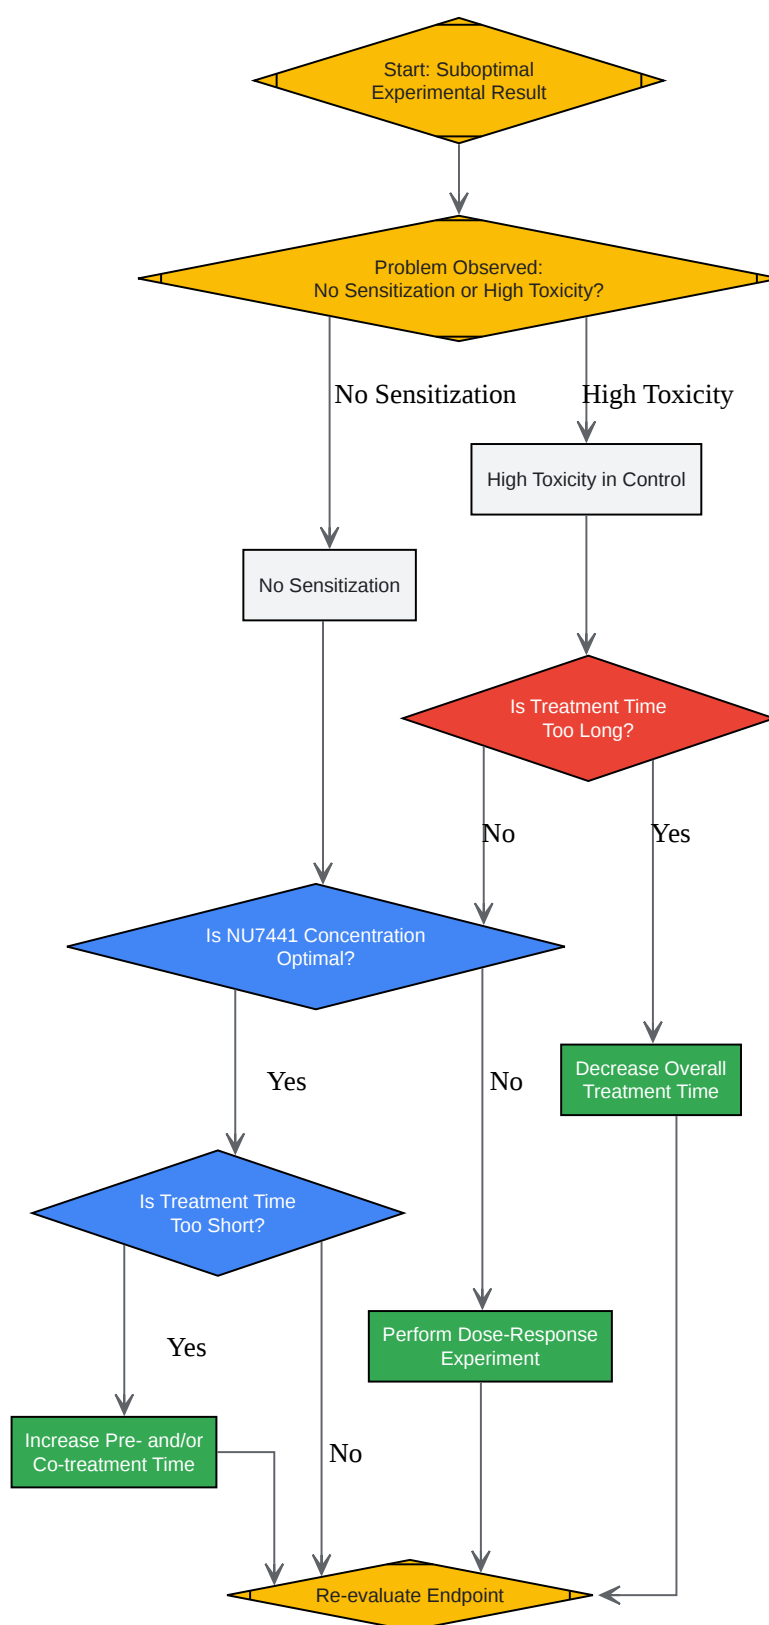 Start: Suboptimal
Experimental Result
Problem Observed:
No Sensitization or High Toxicity?
No Sensitization
High Toxicity
High Toxicity in Control
No Sensitization
Is Treatment Time
Too Long?
No
Yes
Is NU7441 Concentration
Optimal?
Decrease Overall
Treatment Time
Yes
No
Is Treatment Time
Too Short?
Perform Dose-Response
Experiment
Yes
Increase Pre- and/or
Co-treatment Time
No
Re-evaluate Endpoint